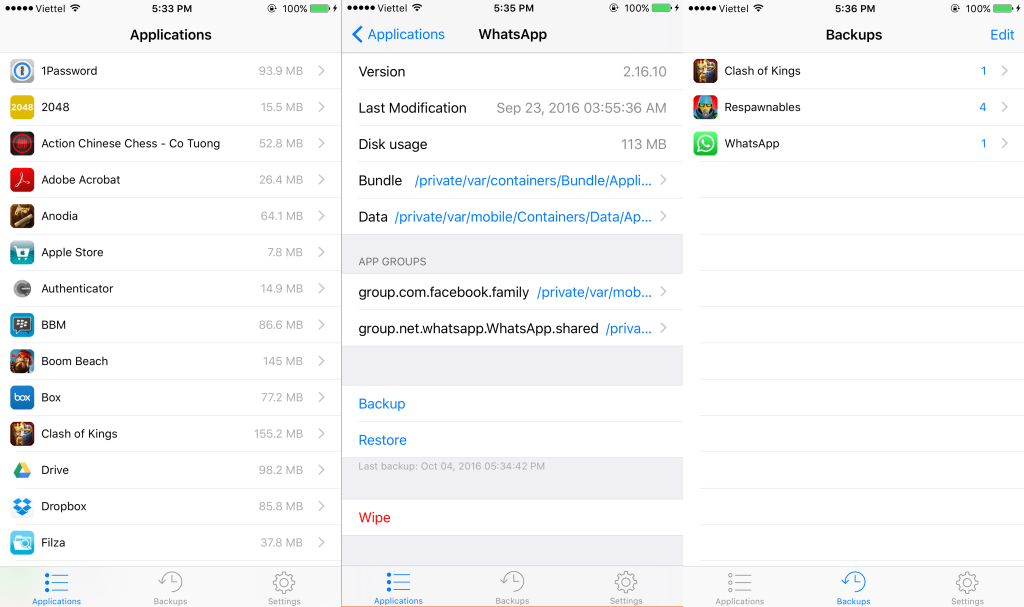 Viettel 5:33 PM 100%
Applications
1Password 93.9 MB
2048 2048 15.5 MB
Action Chinese Chess - Co Tuong 52.8 MB
Adobe Acrobat 26.4 MB
Anodia 64.1 MB
Apple Store 7.8 MB
Authenticator 14.9 MB
BBM 86.6 MB
Boom Beach 145 MB
box Box 77.2 MB
Clash of Kings 155.2 MB
Drive 98.2 MB
Dropbox 85.8 MB
Filza 37.8 MB
Applications Backups Settings
Viettel 5:35 PM 100%
Applications WhatsApp
Version 2.16.10
Last Modification Sep 23, 2016 03:55:36 AM
Disk usage 113 MB
Bundle /private/var/containers/Bundle/Appli...
Data /private/var/mobile/Containers/Data/Ap...
APP GROUPS
group.com.facebook.family /private/var/mob...
group.net.whatsapp.WhatsApp.shared /priva...
Backup
Restore
Last backup: Oct 04, 2016 05:34:42 PM
Wipe
Applications Backups Settings
Viettel 5:36 PM 100%
Backups Edit
Clash of Kings 1
Respawnables 4
WhatsApp 1
Applications Backups Settings